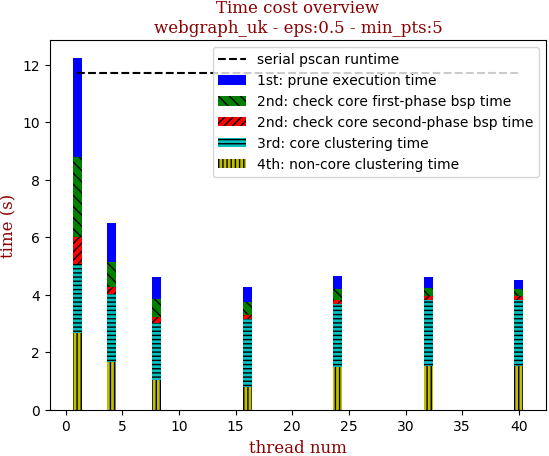 Time cost overview
webgraph_uk - eps:0.5 - min_pts:5
serial pscan runtime
1st: prune execution time
2nd: check core first-phase bsp time
2nd: check core second-phase bsp time
3rd: core clustering time
4th: non-core clustering time
time (s)
12
10
8
6
4
2
0
0 5 10 15 20 25 30 35 40
thread num